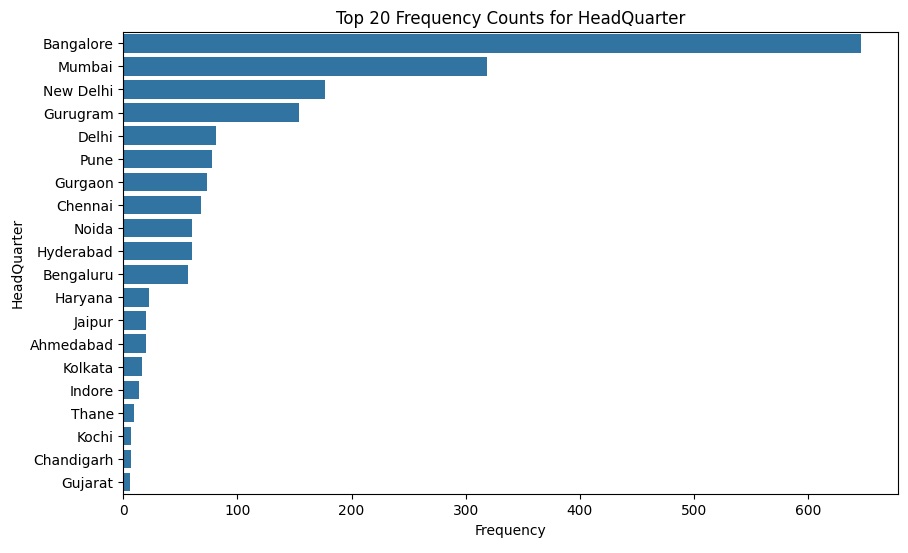 Top 20 Frequency Counts for HeadQuarter
HeadQuarter
Bangalore
Mumbai
New Delhi
Gurugram
Delhi
Pune
Gurgaon
Chennai
Noida
Hyderabad
Bengaluru
Haryana
Jaipur
Ahmedabad
Kolkata
Indore
Thane
Kochi
Chandigarh
Gujarat
0 100 200 300 400 500 600
Frequency